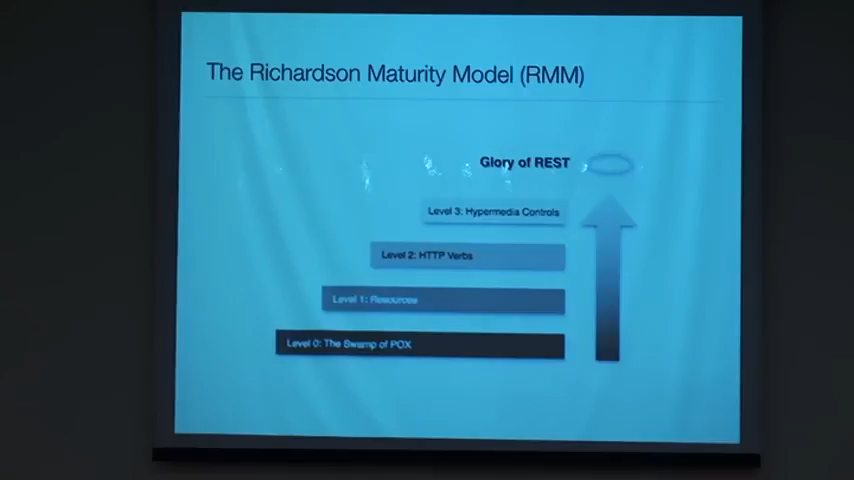 The Richardson Maturity Model (RMM)
Glory of REST
Level 3: Hypermedia Controls
Level 2: HTTP Verbs
Level 1: Resources
Level 0: The Swamp of POX